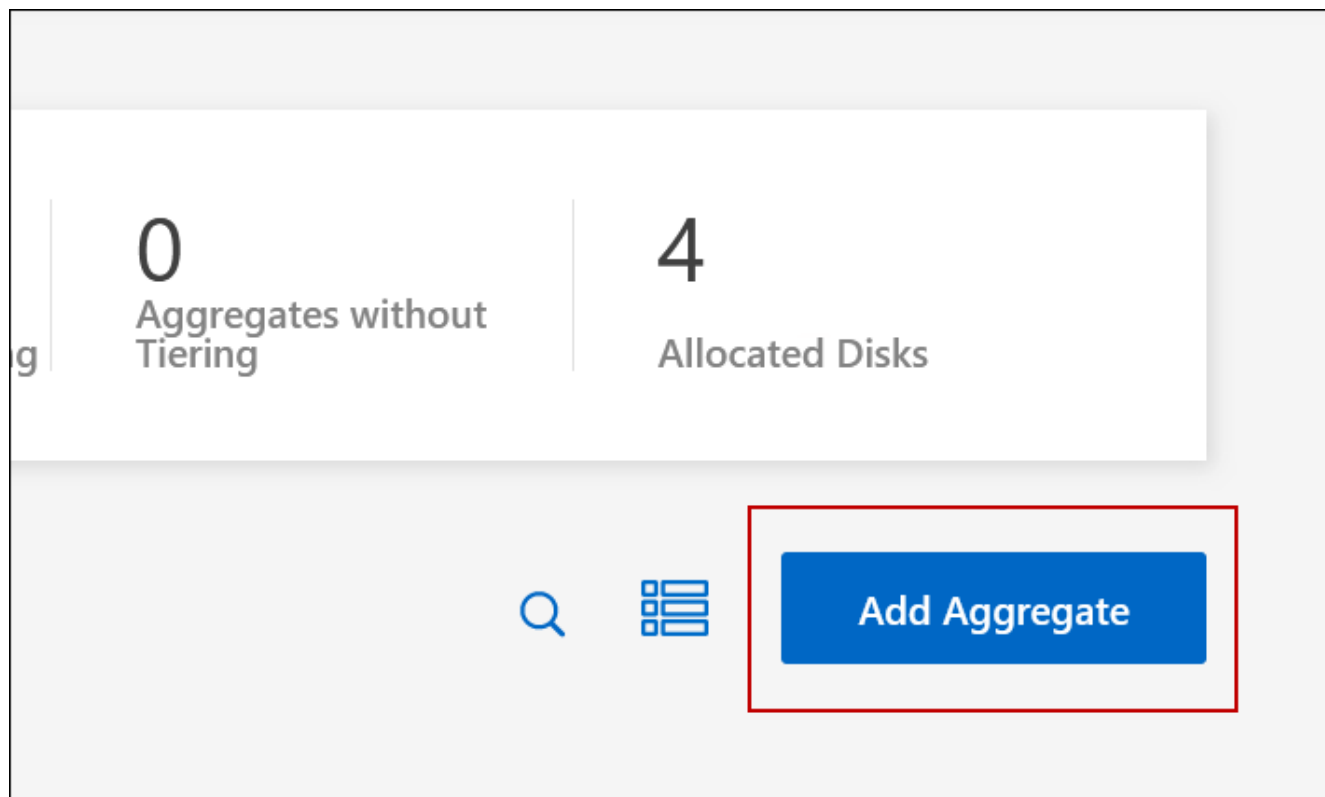 0
Aggregates without
Tiering
4
Allocated Disks
Add Aggregate